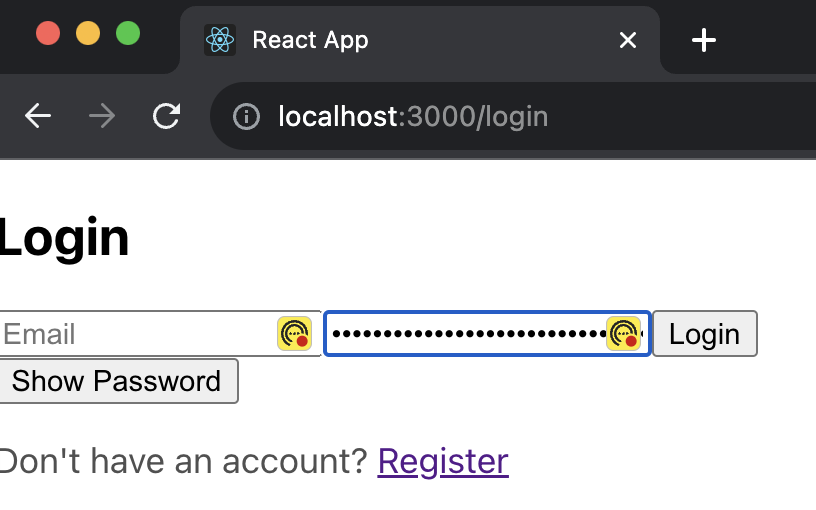 React App
localhost:3000/login
Login
Email Login
Show Password
Don't have an account? Register